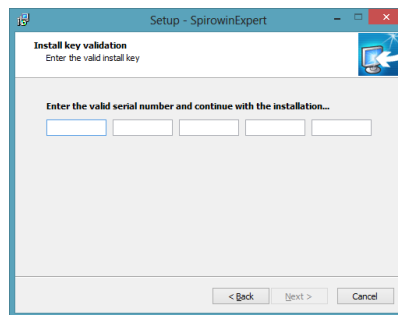 Setup - SpirowinExpert
Install key validation
Enter the valid install key
Enter the valid serial number and continue with the installation...
< Back Next > Cancel